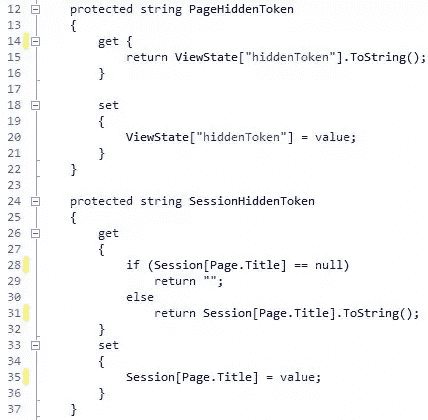 12 protected string PageHiddenToken
13 {
14 get {
15 return ViewState["hiddenToken"].ToString();
16 }
17
18 set
19 {
20 ViewState["hiddenToken"] = value;
21 }
22 }
23
24 protected string SessionHiddenToken
25 {
26 get
27 {
28 if (Session[Page.Title] == null)
29 return "";
30 else
31 return Session[Page.Title].ToString();
32 }
33 set
34 {
35 Session[Page.Title] = value;
36 }
37 }